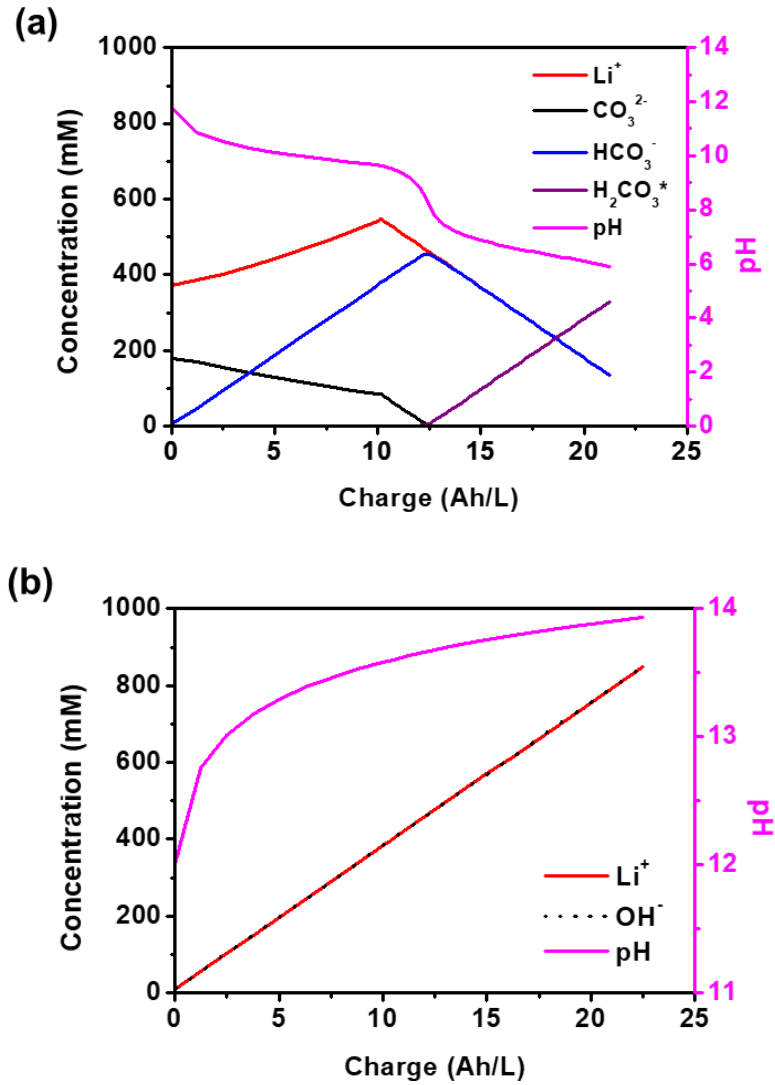 (a)
1000
800
600
400
200
0
Concentration (mM)
Li⁺
CO₃²⁻
HCO₃⁻
H₂CO₃*
pH
14
12
10
8
6
4
2
0
pH
0 5 10 15 20 25
Charge (Ah/L)
(b)
1000
800
600
400
200
0
Concentration (mM)
Li⁺
OH⁻
pH
14
13
12
11
pH
0 5 10 15 20 25
Charge (Ah/L)